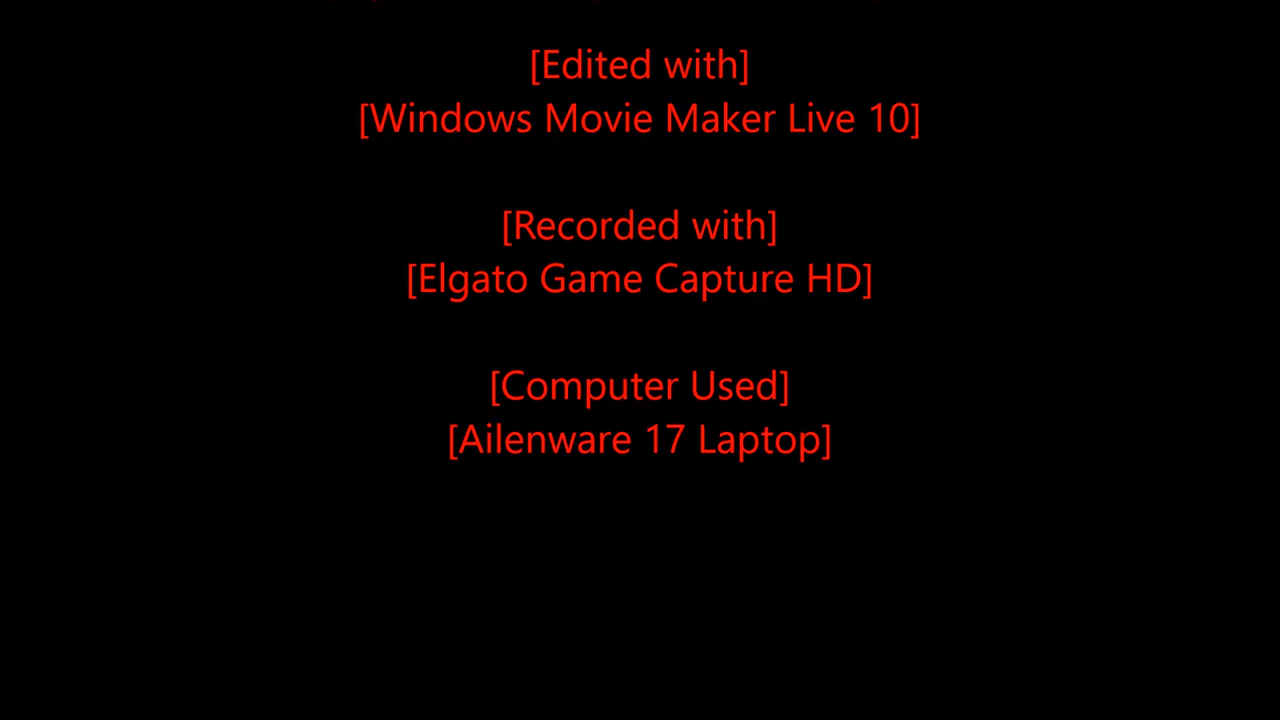 [Edited with]
[Windows Movie Maker Live 10]
[Recorded with]
[Elgato Game Capture HD]
[Computer Used]
[Ailenware 17 Laptop]